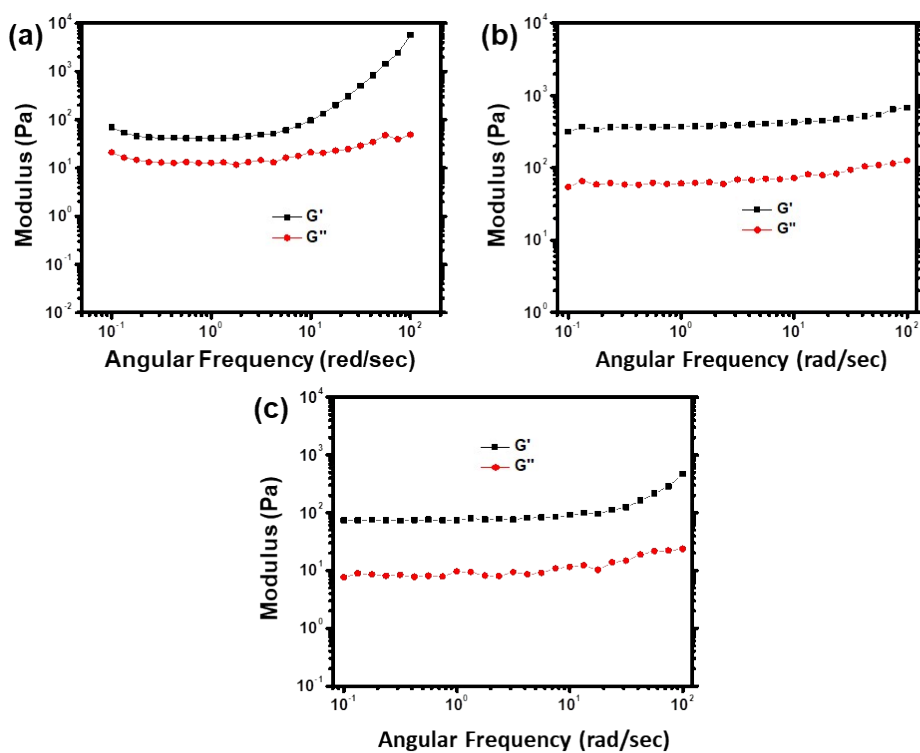 (a)
Modulus (Pa)
10^4
10^3
10^2
10^1
10^0
10^-1
10^-2
G'
G''
10^-1 10^0 10^1 10^2
Angular Frequency (red/sec)
(b)
Modulus (Pa)
10^4
10^3
10^2
10^1
10^0
G'
G''
10^-1 10^0 10^1 10^2
Angular Frequency (rad/sec)
(c)
Modulus (Pa)
10^4
10^3
10^2
10^1
10^0
10^-1
G'
G''
10^-1 10^0 10^1 10^2
Angular Frequency (rad/sec)